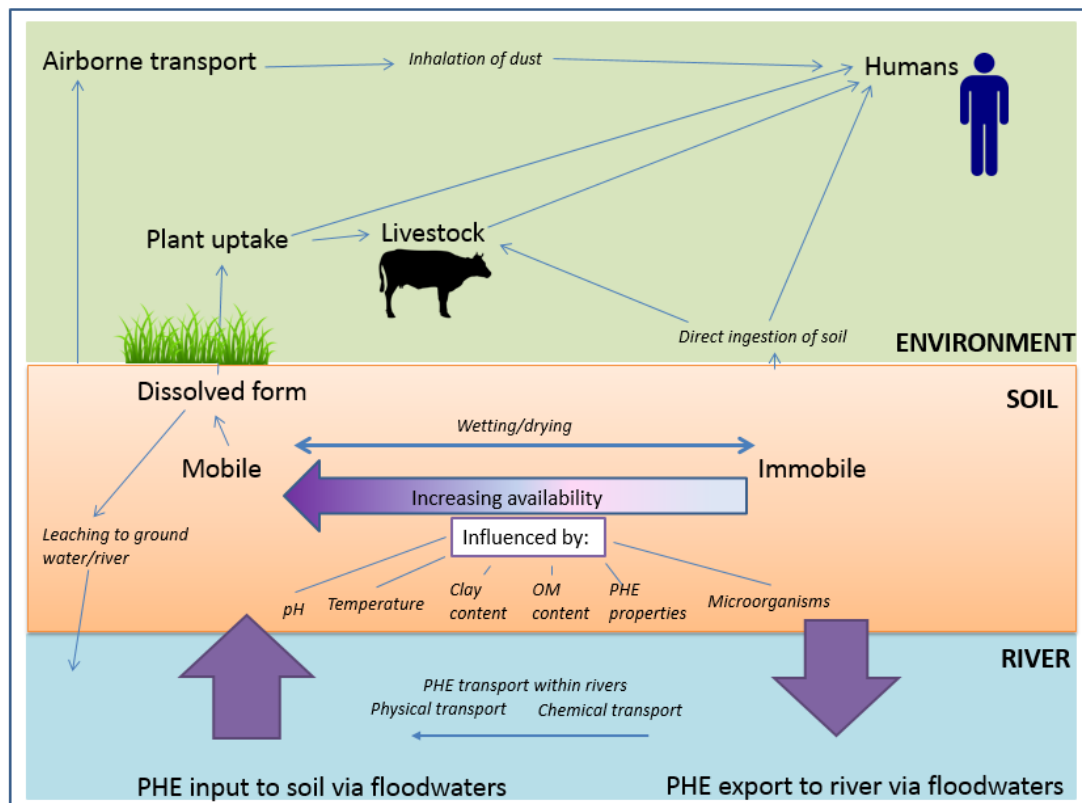 Airborne transport
Inhalation of dust
Humans
Plant uptake
Livestock
Direct ingestion of soil
ENVIRONMENT
Dissolved form
SOIL
Wetting/drying
Mobile
Immobile
Increasing availability
Leaching to ground
water/river
Influenced by:
pH
Temperature
Clay
content
OM
content
PHE
properties
Microorganisms
RIVER
PHE transport within rivers
Physical transport
Chemical transport
PHE input to soil via floodwaters
PHE export to river via floodwaters